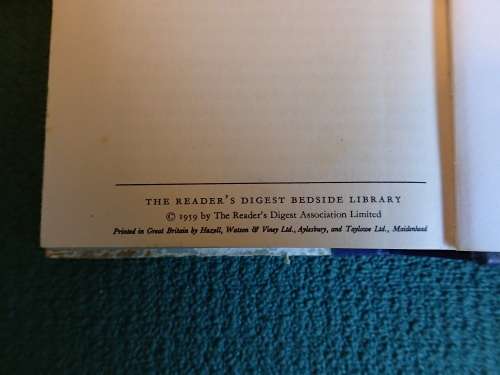 THE READER'S DIGEST BEDSIDE LIBRARY
© 1959 by The Reader's Digest Association Limited
Printed in Great Britain by Hazell, Watson & Viney Ltd., Aylesbury, and Taylowe Ltd., Maidenhead